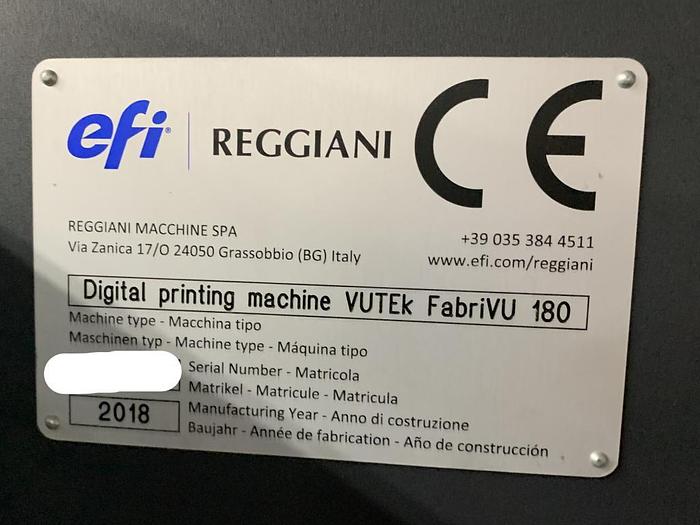 efi® REGGIANI CE
REGGIANI MACCHINE SPA
Via Zanica 17/O 24050 Grassobbio (BG) Italy
+39 035 384 4511
www.efi.com/reggiani
Digital printing machine VUTEk FabriVU 180
Machine type - Macchina tipo
Maschinen typ - Machine type - Máquina tipo
Serial Number - Matricola
Matrikel - Matricule - Matricula
2018
Manufacturing Year - Anno di costruzione
Baujahr - Année de fabrication - Año de construcción